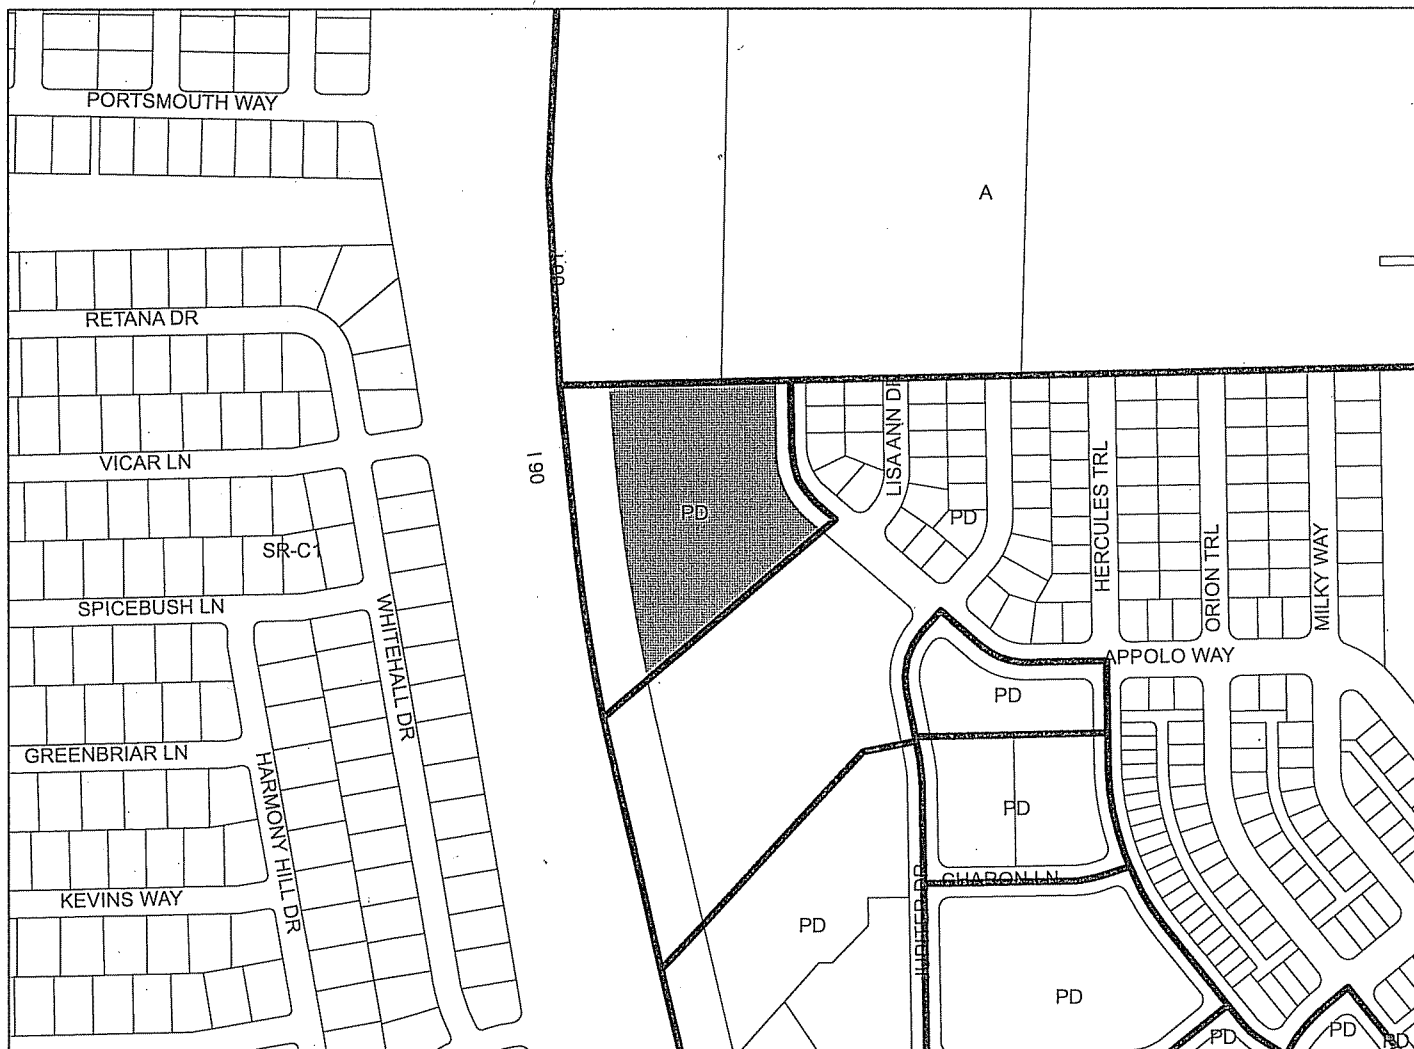 PORTSMOUTH WAY
A
RETANA DR
LISA ANN DR
VICAR LN
I 90
HERCULES TRL
PD
PD
ORION TRL
MILKY WAY
SR-C1
SPICEBUSH LN
WHITEHALL DR
APPOLO WAY
PD
GREENBRIAR LN
HARMONY HILL DR
PD
CHARON LN
KEVINS WAY
JUPITER DR
PD
PD
PD
PD
PD